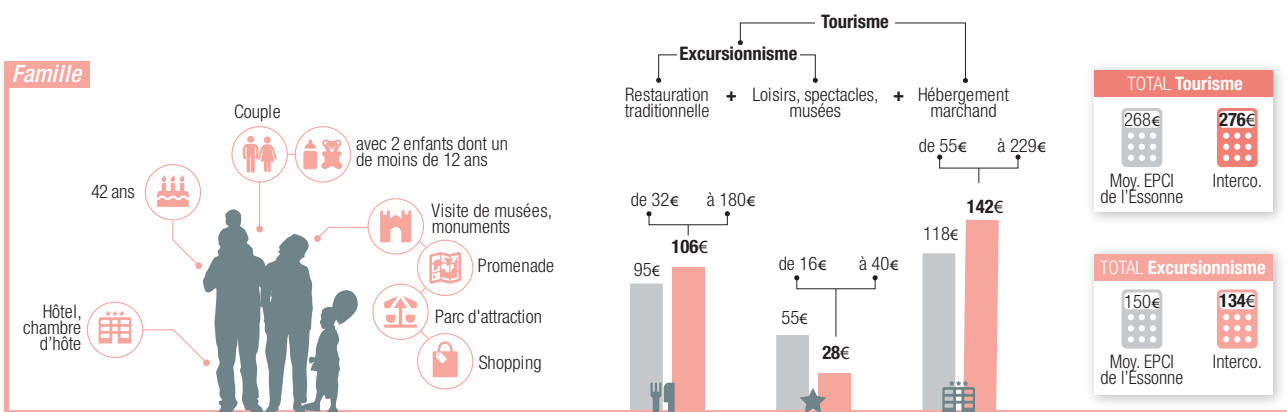 Famille
Couple
avec 2 enfants dont un
de moins de 12 ans
42 ans
Visite de musées,
monuments
Promenade
Parc d'attraction
Shopping
Hôtel,
chambre
d'hôte
Tourisme
Excursionnisme
Restauration
traditionnelle
+
Loisirs, spectacles,
musées
+
Hébergement
marchand
de 32€ à 180€
95€
106€
de 16€ à 40€
55€
28€
de 55€ à 229€
118€
142€
TOTAL Tourisme
268€
276€
Moy. EPCI
de l'Essonne
Interco.
TOTAL Excursionnisme
150€
134€
Moy. EPCI
de l'Essonne
Interco.